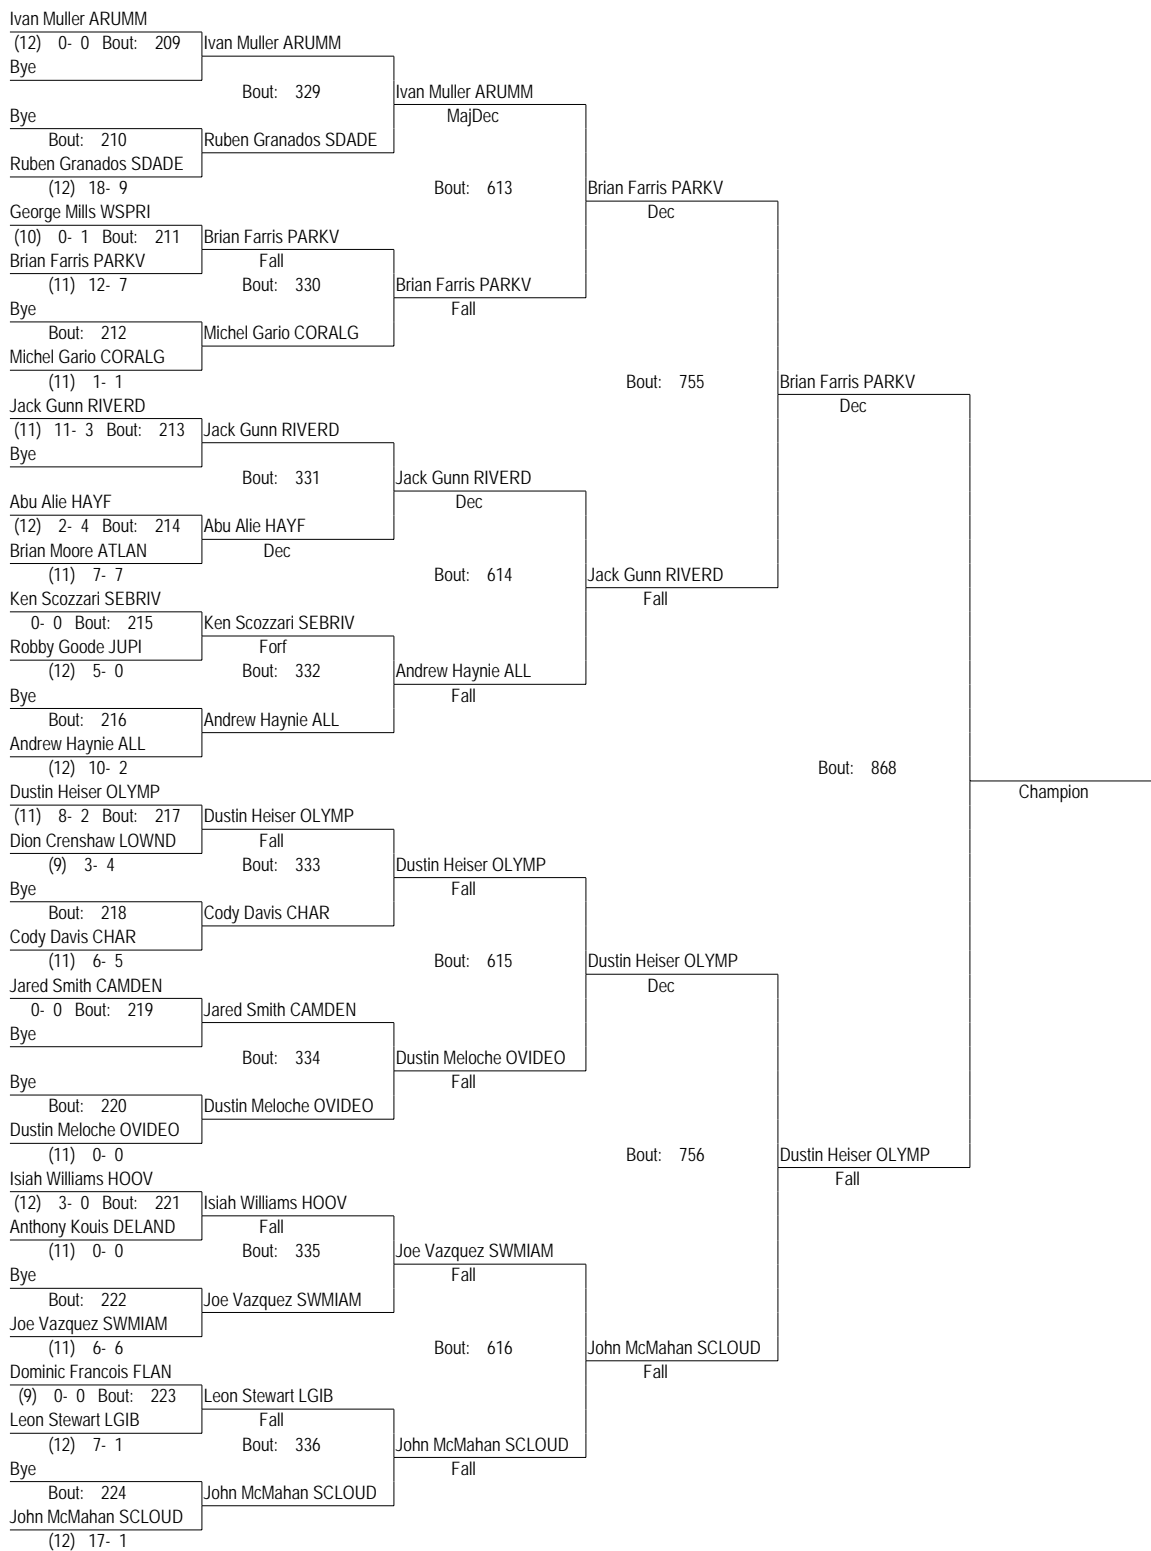 Ivan Muller ARUMM
(12) 0- 0 Bout: 209 Ivan Muller ARUMM
Bye
Bout: 329 Ivan Muller ARUMM
Bye MajDec
Bout: 210 Ruben Granados SDADE
Ruben Granados SDADE
(12) 18- 9 Bout: 613 Brian Farris PARKV
George Mills WSPRI Dec
(10) 0- 1 Bout: 211 Brian Farris PARKV
Brian Farris PARKV Fall
(11) 12- 7 Bout: 330 Brian Farris PARKV
Bye Fall
Bout: 212 Michel Gario CORALG
Michel Gario CORALG
(11) 1- 1 Bout: 755 Brian Farris PARKV
Jack Gunn RIVERD Dec
(11) 11- 3 Bout: 213 Jack Gunn RIVERD
Bye
Bout: 331 Jack Gunn RIVERD
Abu Alie HAYF Dec
(12) 2- 4 Bout: 214 Abu Alie HAYF
Brian Moore ATLAN Dec
(11) 7- 7 Bout: 614 Jack Gunn RIVERD
Ken Scozzari SEBRIV Fall
0- 0 Bout: 215 Ken Scozzari SEBRIV
Robby Goode JUPI Forf
(12) 5- 0 Bout: 332 Andrew Haynie ALL
Bye Fall
Bout: 216 Andrew Haynie ALL
Andrew Haynie ALL
(12) 10- 2 Bout: 868
Dustin Heiser OLYMP Champion
(11) 8- 2 Bout: 217 Dustin Heiser OLYMP
Dion Crenshaw LOWND Fall
(9) 3- 4 Bout: 333 Dustin Heiser OLYMP
Bye Fall
Bout: 218 Cody Davis CHAR
Cody Davis CHAR
(11) 6- 5 Bout: 615 Dustin Heiser OLYMP
Jared Smith CAMDEN Dec
0- 0 Bout: 219 Jared Smith CAMDEN
Bye
Bout: 334 Dustin Meloche OVIDEO
Bye Fall
Bout: 220 Dustin Meloche OVIDEO
Dustin Meloche OVIDEO
(11) 0- 0 Bout: 756 Dustin Heiser OLYMP
Isiah Williams HOOV Fall
(12) 3- 0 Bout: 221 Isiah Williams HOOV
Anthony Kouis DELAND Fall
(11) 0- 0 Bout: 335 Joe Vazquez SWMIAM
Bye Fall
Bout: 222 Joe Vazquez SWMIAM
Joe Vazquez SWMIAM
(11) 6- 6 Bout: 616 John McMahan SCLOUD
Dominic Francois FLAN Fall
(9) 0- 0 Bout: 223 Leon Stewart LGIB
Leon Stewart LGIB Fall
(12) 7- 1 Bout: 336 John McMahan SCLOUD
Bye Fall
Bout: 224 John McMahan SCLOUD
John McMahan SCLOUD
(12) 17- 1